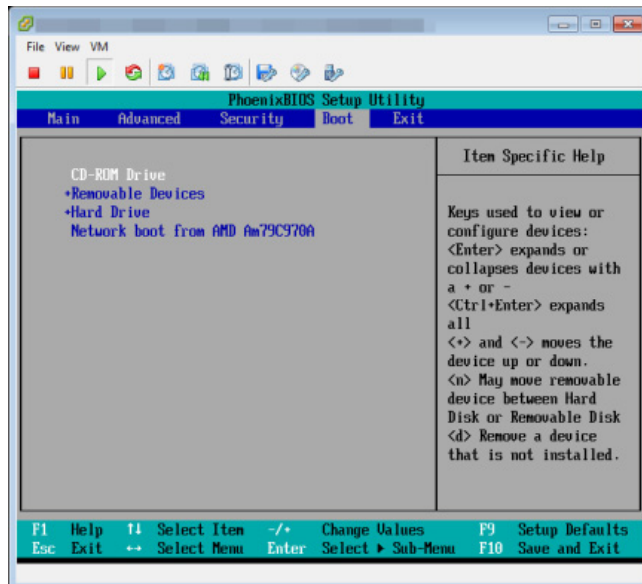 File View VM
PhoenixBIOS Setup Utility
Main Advanced Security Boot Exit
CD-ROM Drive
+Removable Devices
+Hard Drive
Network boot from AMD Am79C970A
Item Specific Help
Keys used to view or
configure devices:
<Enter> expands or
collapses devices with
a + or -
<Ctrl+Enter> expands
all
<+> and <-> moves the
device up or down.
<n> May move removable
device between Hard
Disk or Removable Disk
<d> Remove a device
that is not installed.
F1 Help ↑↓ Select Item -/+ Change Values F9 Setup Defaults
Esc Exit ↔ Select Menu Enter Select ▶ Sub-Menu F10 Save and Exit